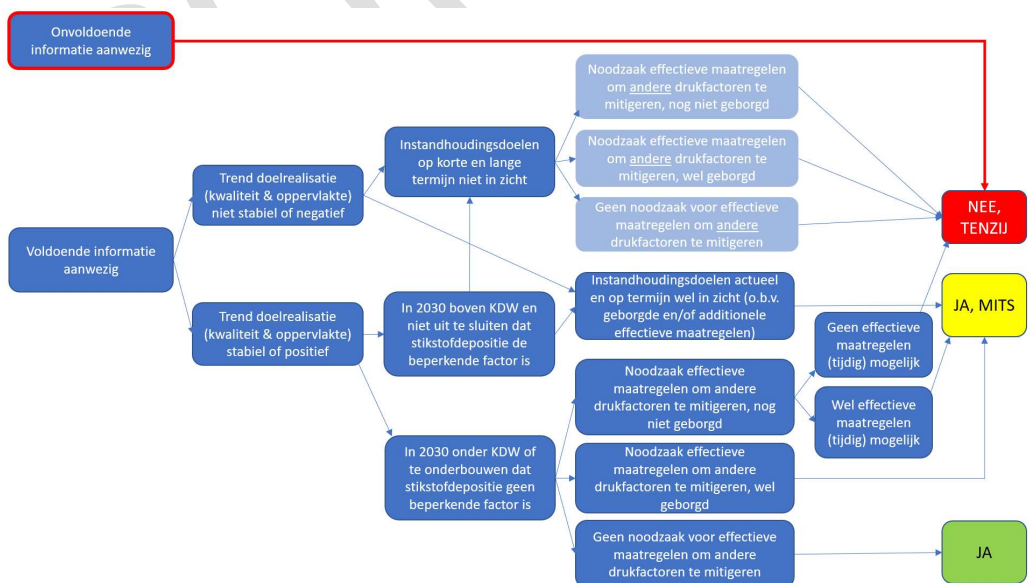 Onvoldoende
informatie aanwezig
Noodzaak effectieve maatregelen
om andere drukfactoren te
mitigeren, nog niet geborgd
Instandhoudingsdoelen
op korte en lange
termijn niet in zicht
Noodzaak effectieve maatregelen
om andere drukfactoren te
mitigeren, wel geborgd
Trend doelrealisatie
(kwaliteit & oppervlakte)
niet stabiel of negatief
Geen noodzaak voor effectieve
maatregelen om andere
drukfactoren te mitigeren
NEE,
TENZIJ
Voldoende informatie
aanwezig
Trend doelrealisatie
(kwaliteit & oppervlakte)
stabiel of positief
In 2030 boven KDW en
niet uit te sluiten dat
stikstofdepositie de
beperkende factor is
Instandhoudingsdoelen actueel
en op termijn wel in zicht (o.b.v.
geborgde en/of additionele
effectieve maatregelen)
JA, MITS
Geen effectieve
maatregelen
(tijdig) mogelijk
Noodzaak effectieve
maatregelen om andere
drukfactoren te mitigeren, nog
niet geborgd
Wel effectieve
maatregelen
(tijdig) mogelijk
In 2030 onder KDW of
te onderbouwen dat
stikstofdepositie geen
beperkende factor is
Noodzaak effectieve
maatregelen om andere
drukfactoren te mitigeren, wel
geborgd
Geen noodzaak voor effectieve
maatregelen om andere
drukfactoren te mitigeren
JA